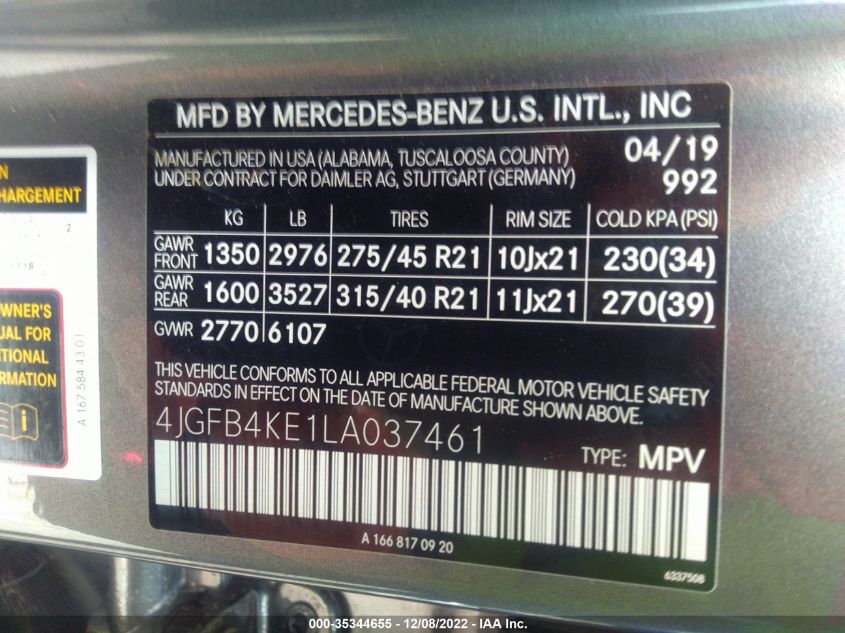 MFD BY MERCEDES-BENZ U.S. INTL., INC
MANUFACTURED IN USA (ALABAMA, TUSCALOOSA COUNTY) 04/19
UNDER CONTRACT FOR DAIMLER AG, STUTTGART (GERMANY) 992
KG LB TIRES RIM SIZE COLD KPA (PSI)
GAWR FRONT 1350 2976 275/45 R21 10Jx21 230(34)
GAWR REAR 1600 3527 315/40 R21 11Jx21 270(39)
GVWR 2770 6107
THIS VEHICLE CONFORMS TO ALL APPLICABLE FEDERAL MOTOR VEHICLE SAFETY
STANDARDS IN EFFECT ON THE DATE OF MANUFACTURE SHOWN ABOVE.
4JGFB4KE1LA037461
TYPE: MPV
A 166 817 09 20
6337508
N
HARGEMENT
2
1118
OWNER'S
UAL FOR
ITIONAL
RMATION
i
A 167 584 43 01
000-35344655 - 12/08/2022 - IAA Inc.